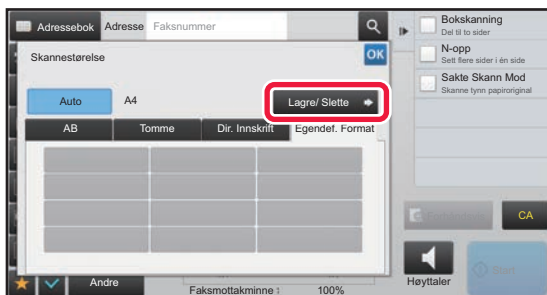 Adressebok Adresse Faksnummer
Skannestørelse OK
Auto A4 Lagre/ Slette
AB Tomme Dir. Innskrift Egendef. Format
Bokskanning
Del til to sider
N-opp
Sett flere sider i én side
Sakte Skann Mod
Skanne tynn papiroriginal
CA
Start
Høyttaler
Andre
Faksmottakminne : 100%